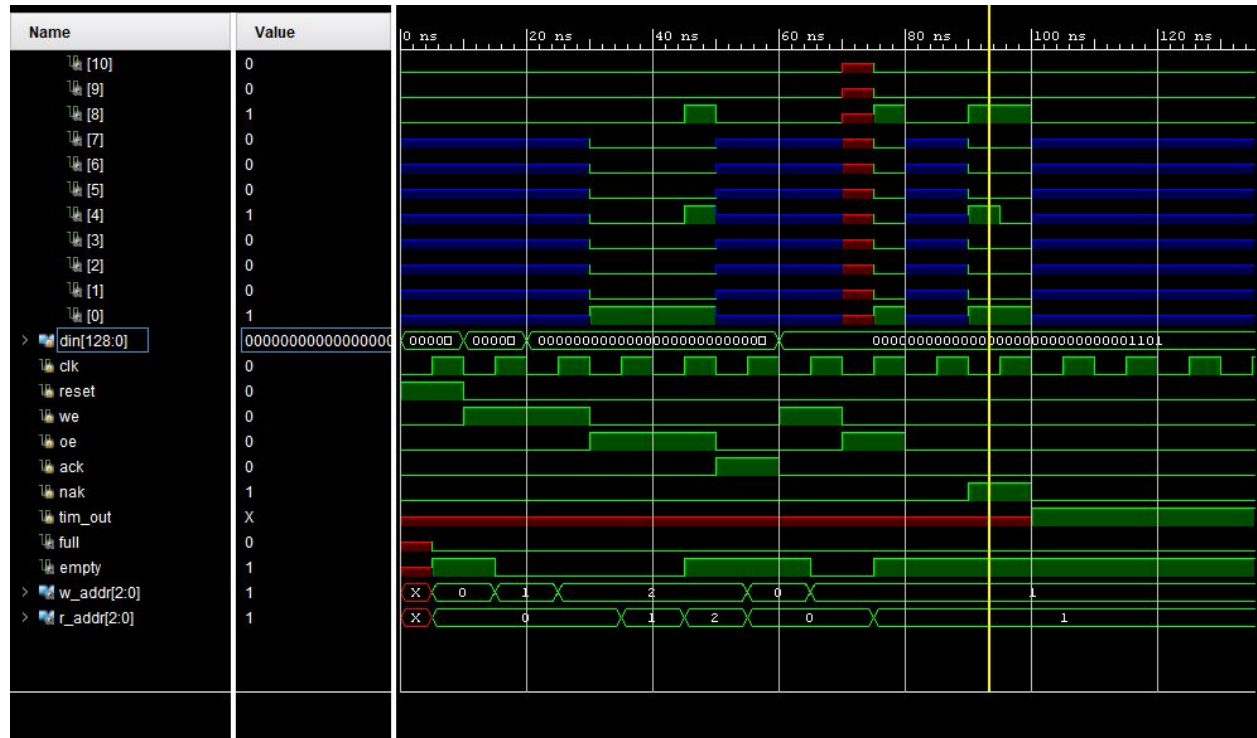 Name Value 0 ns 20 ns 40 ns 60 ns 80 ns 100 ns 120 ns
[10] 0
[9] 0
[8] 1
[7] 0
[6] 0
[5] 0
[4] 1
[3] 0
[2] 0
[1] 0
[0] 1
din[128:0]
clk 0
reset 0
we 0
oe 0
ack 0
nak 1
tim_out X
full 0
empty 1
w_addr[2:0] 1 X 0 1 2 0 1
r_addr[2:0] 1 X 0 1 2 0 1